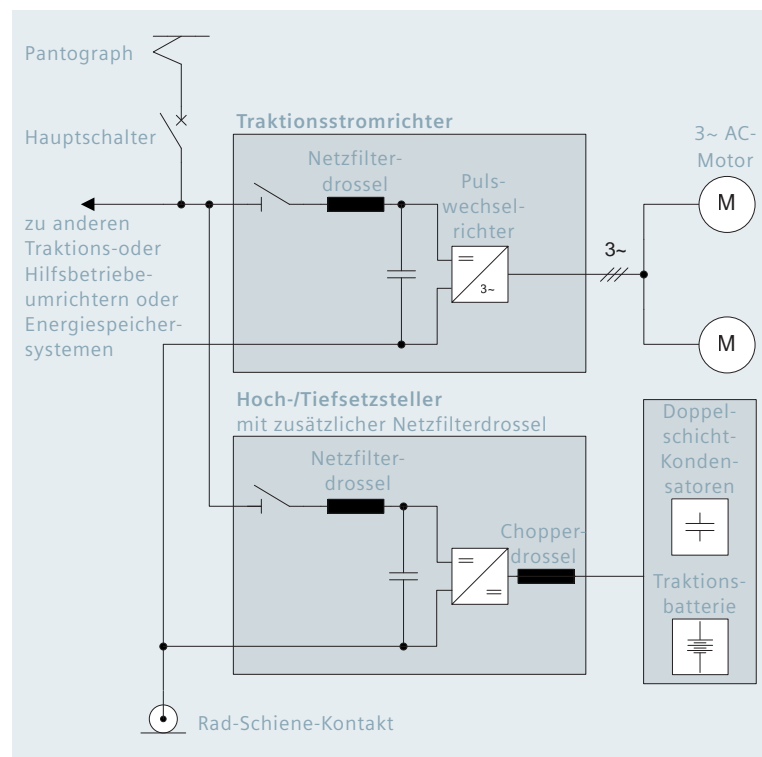 Pantograph
Hauptschalter
zu anderen
Traktions-oder
Hilfsbetriebe-
umrichtern oder
Energiespeicher-
systemen
Traktionsstromrichter
Netzfilter-
drossel
Puls-
wechsel-
richter
3~
3~
3~ AC-
Motor
M
M
Hoch-/Tiefsetzsteller
mit zusätzlicher Netzfilterdrossel
Netzfilter-
drossel
Chopper-
drossel
Doppel-
schicht-
Konden-
satoren
Traktions-
batterie
Rad-Schiene-Kontakt